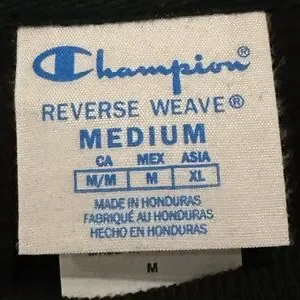 Champion®
REVERSE WEAVE®
MEDIUM
CA MEX ASIA
M/M M XL
MADE IN HONDURAS
FABRIQUÉ AU HONDURAS
HECHO EN HONDURAS
M